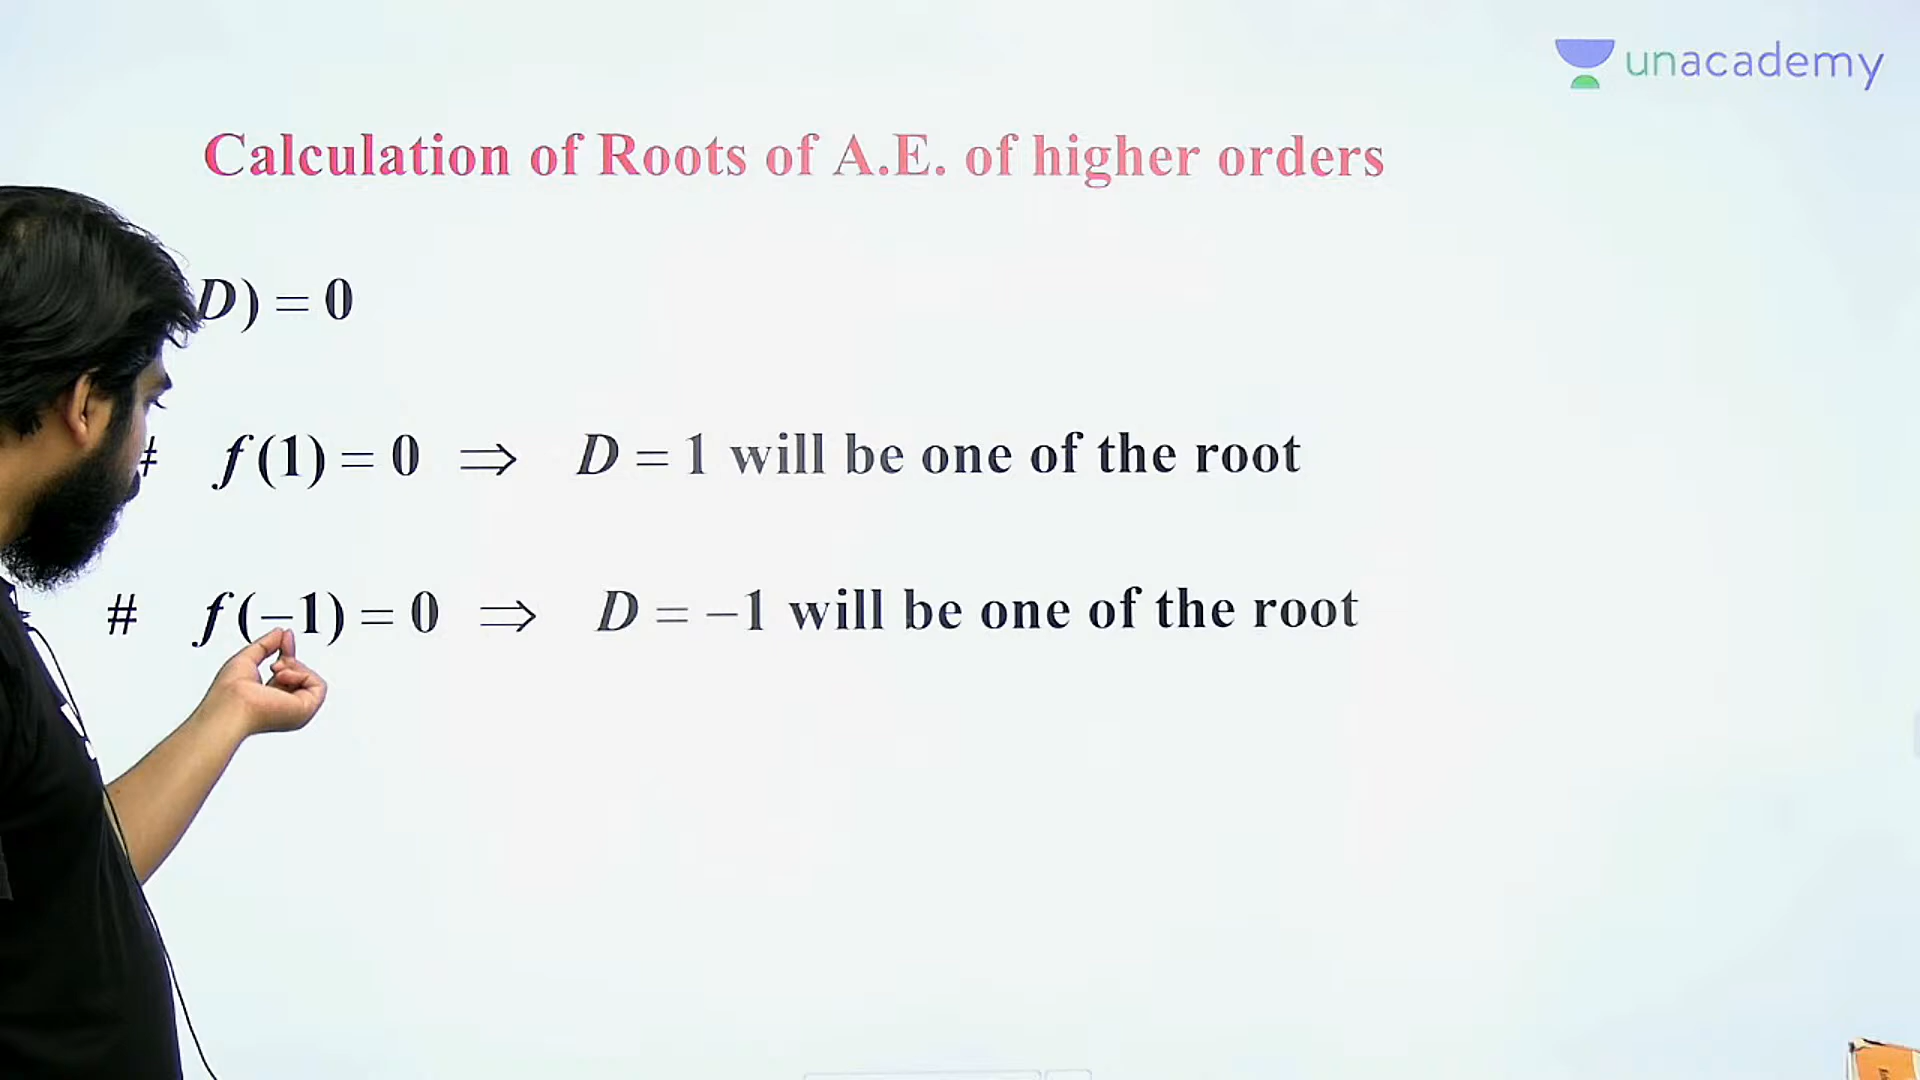 unacademy
Calculation of Roots of A.E. of higher orders
D) = 0
# f(1) = 0 ⇒ D = 1 will be one of the root
# f(−1) = 0 ⇒ D = −1 will be one of the root